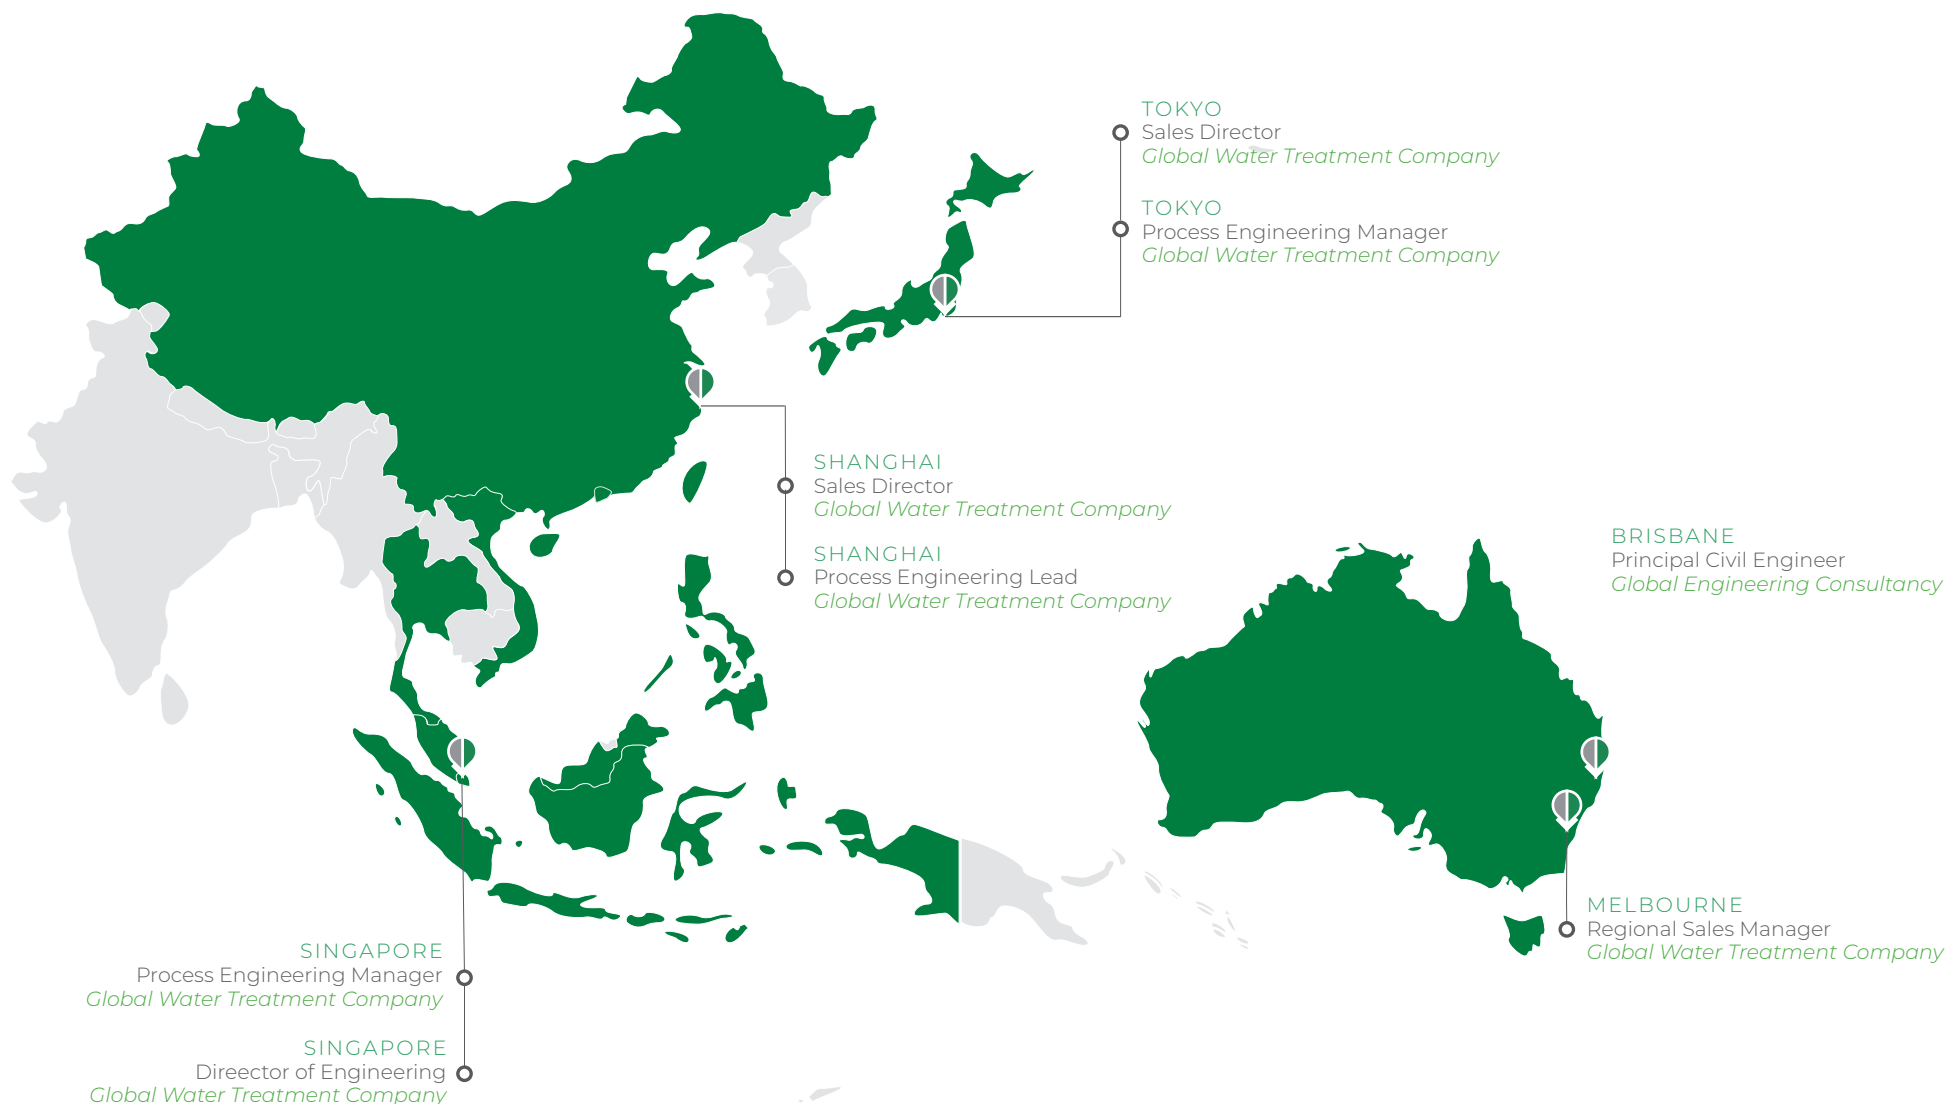 TOKYO
Sales Director
Global Water Treatment Company
TOKYO
Process Engineering Manager
Global Water Treatment Company
SHANGHAI
Sales Director
Global Water Treatment Company
SHANGHAI
Process Engineering Lead
Global Water Treatment Company
BRISBANE
Principal Civil Engineer
Global Engineering Consultancy
MELBOURNE
Regional Sales Manager
Global Water Treatment Company
SINGAPORE
Process Engineering Manager
Global Water Treatment Company
SINGAPORE
Direector of Engineering
Global Water Treatment Company